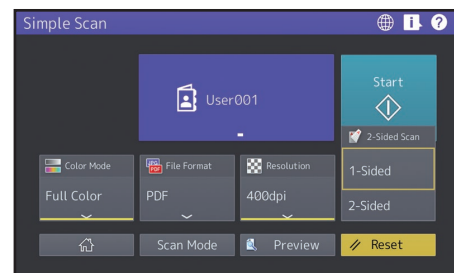 Simple Scan
User001
Start
2-Sided Scan
1-Sided
2-Sided
Color Mode
Full Color
File Format
PDF
Resolution
400dpi
Scan Mode
Preview
Reset